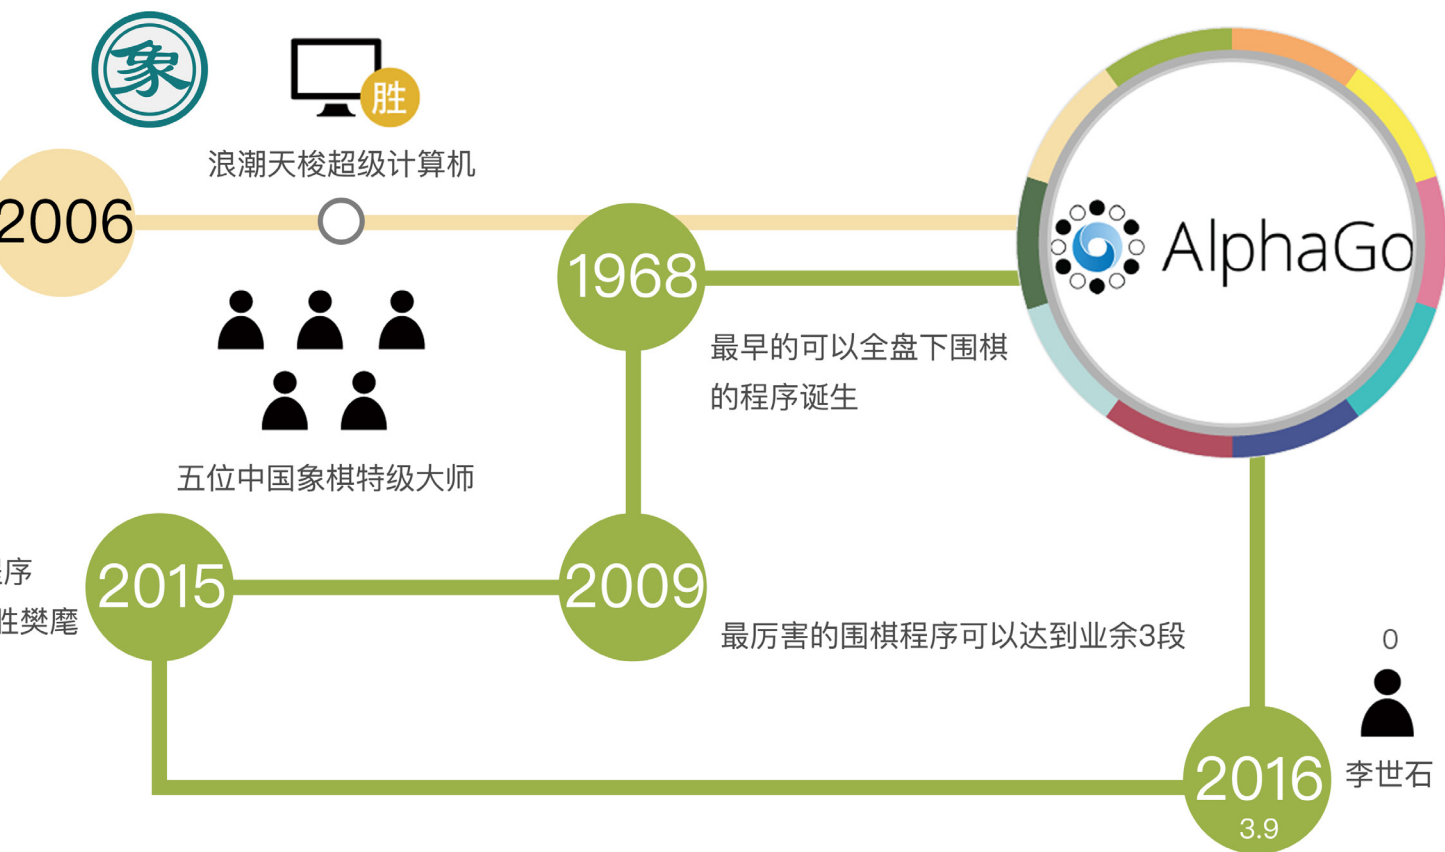 象
胜
浪潮天梭超级计算机
2006
五位中国象棋特级大师
1968
AlphaGo
最早的可以全盘下围棋
的程序诞生
程序
胜樊麾
2015
2009
最厉害的围棋程序可以达到业余3段
0
李世石
2016
3.9